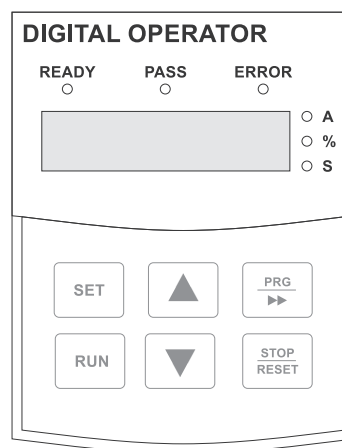 DIGITAL OPERATOR
READY PASS ERROR
A
%
S
SET
PRG
RUN
STOP
RESET